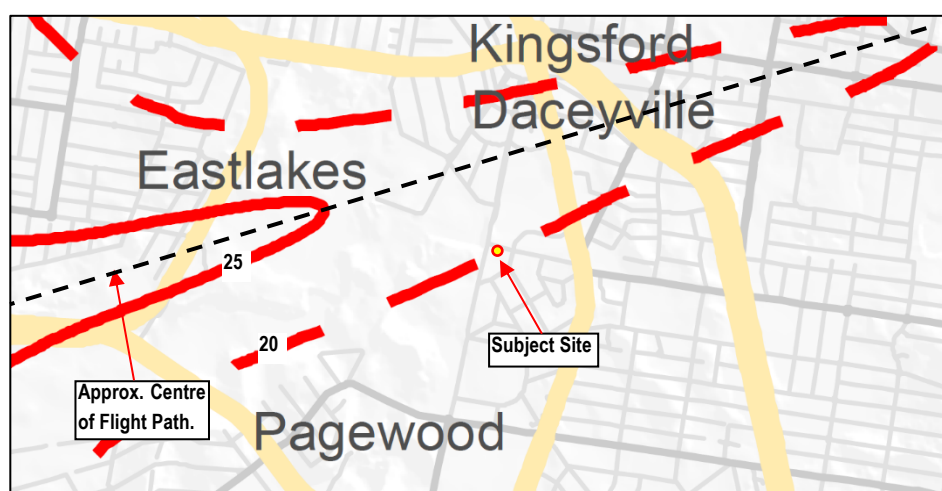 Kingsford
Daceyville
Eastlakes
25
20
Subject Site
Approx. Centre
of Flight Path.
Pagewood